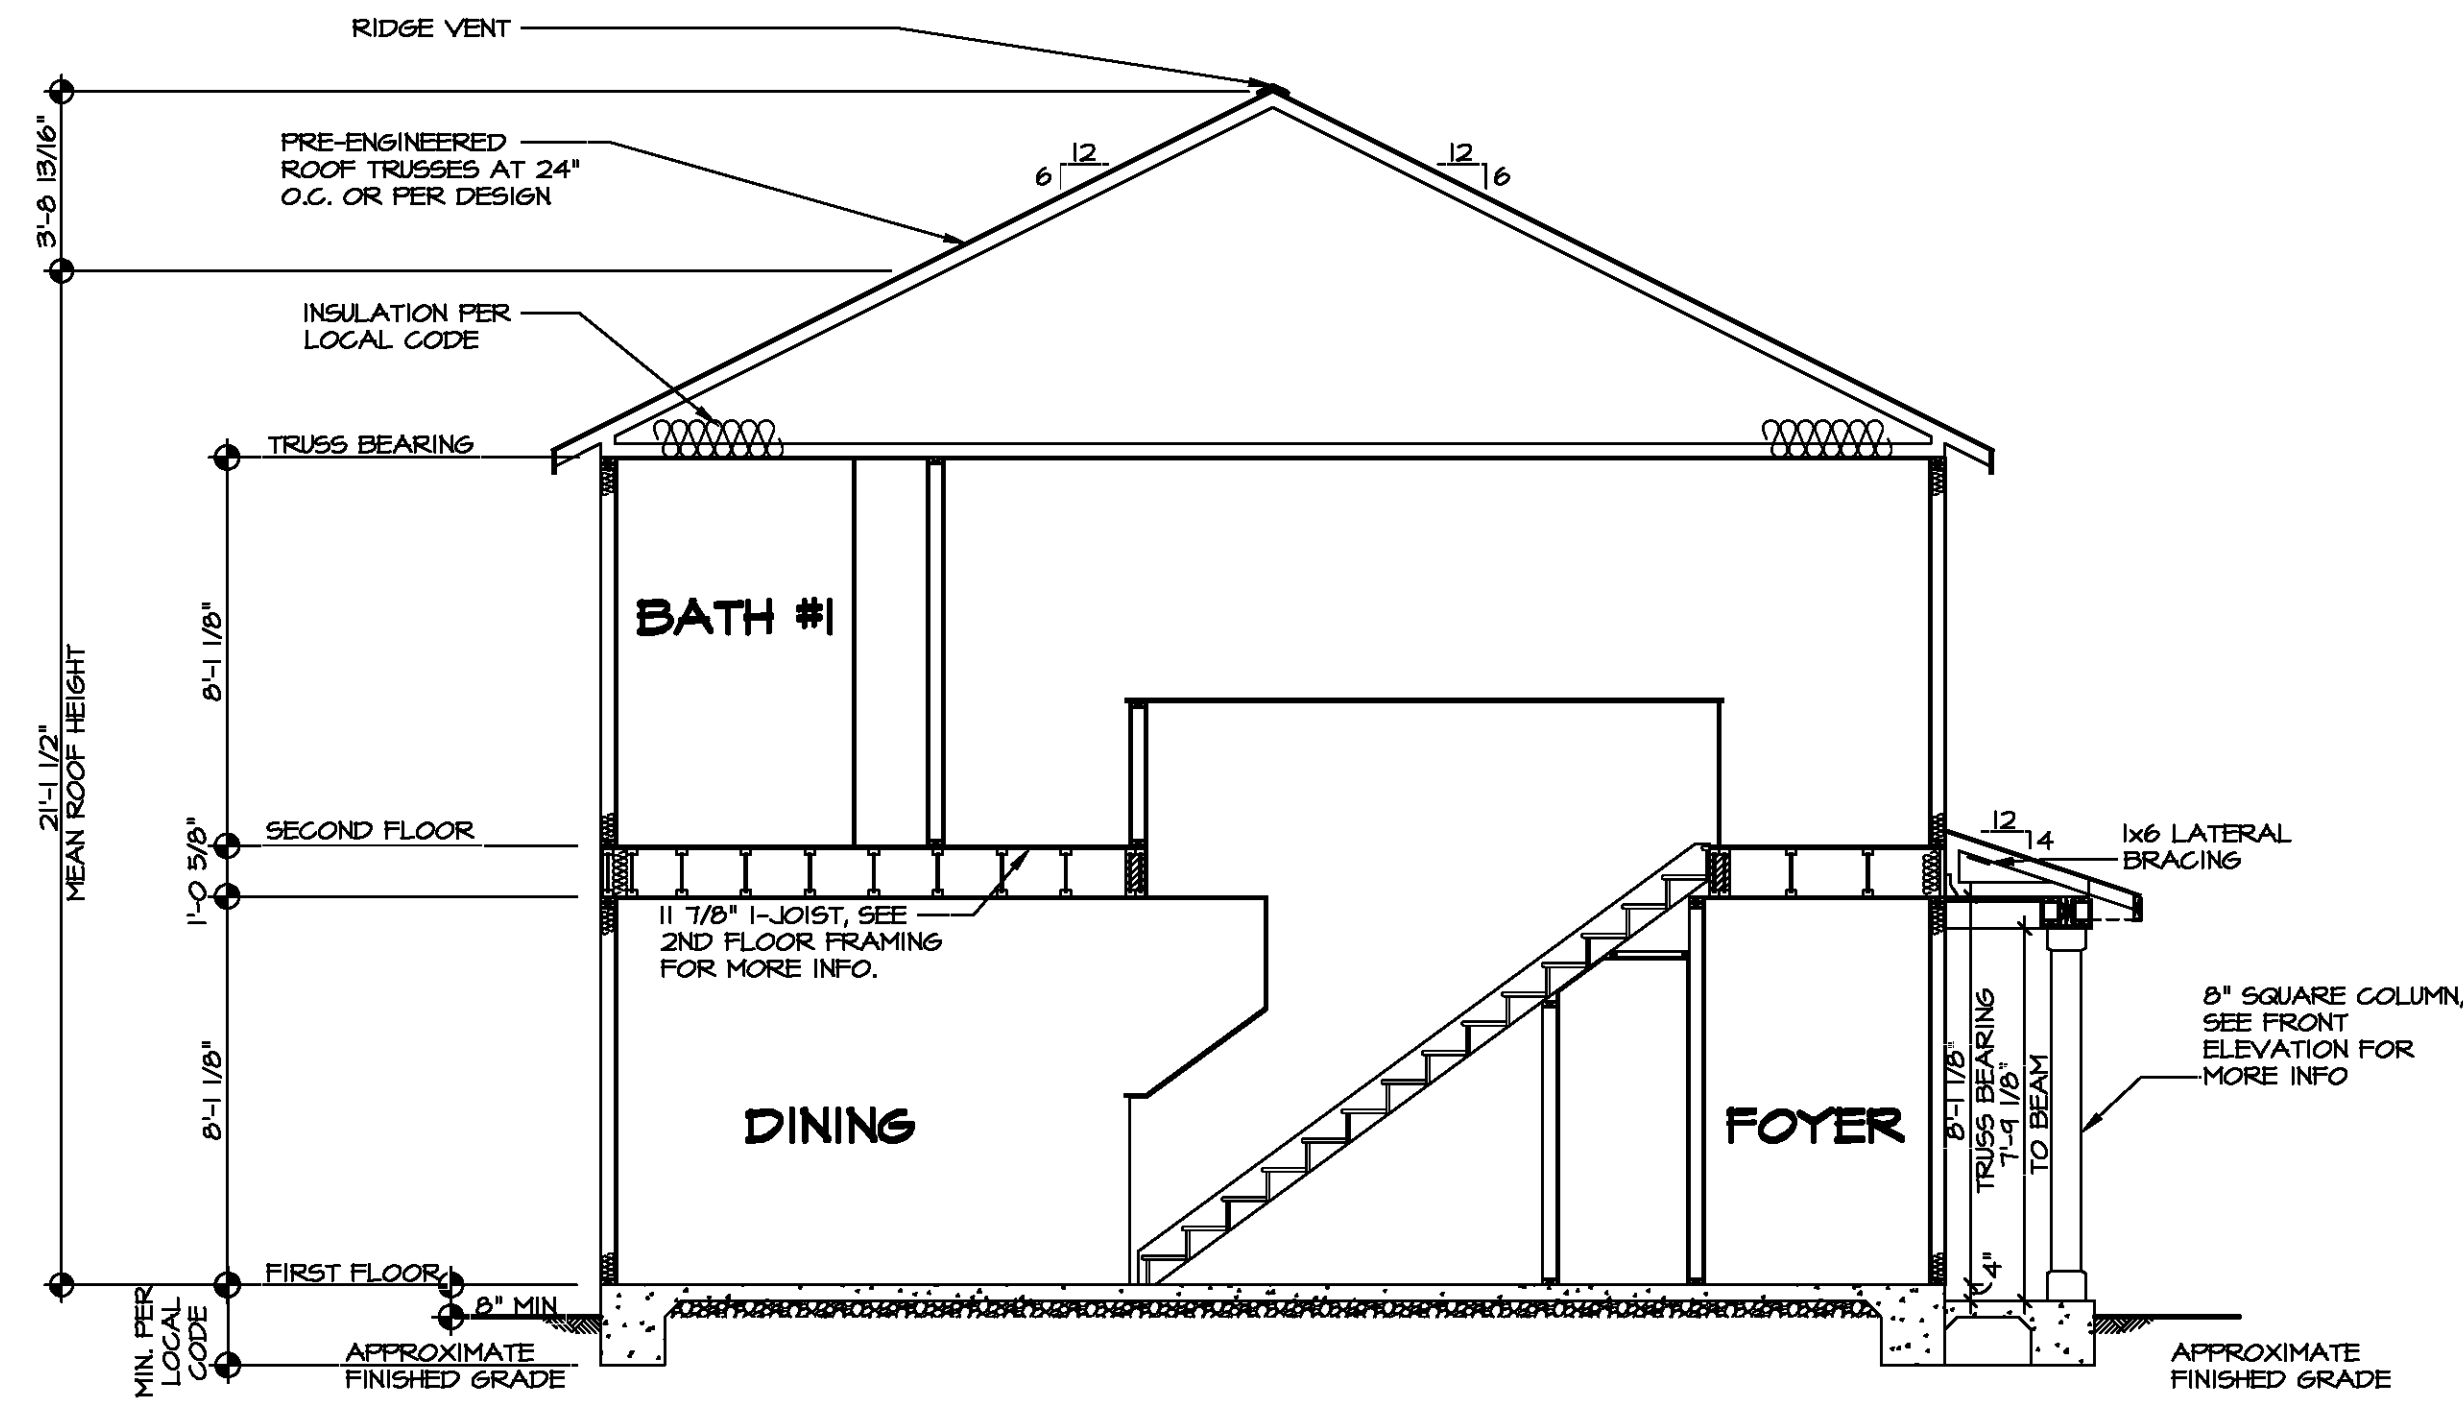 RIDGE VENT
PRE-ENGINEERED
ROOF TRUSSES AT 24"
O.C. OR PER DESIGN
12
6
12
6
3'-8 13/16"
INSULATION PER
LOCAL CODE
TRUSS BEARING
8'-1 1/8"
BATH #1
21'-1 1/2"
MEAN ROOF HEIGHT
SECOND FLOOR
1'-0 5/8"
12
4
1x6 LATERAL
BRACING
11 7/8" I-JOIST, SEE
2ND FLOOR FRAMING
FOR MORE INFO.
8'-1 1/8"
DINING
FOYER
8'-1 1/8"
TRUSS BEARING
7'-9 1/8"
TO BEAM
8" SQUARE COLUMN,
SEE FRONT
ELEVATION FOR
MORE INFO
FIRST FLOOR
4"
8" MIN
MIN. PER
LOCAL
CODE
APPROXIMATE
FINISHED GRADE
APPROXIMATE
FINISHED GRADE